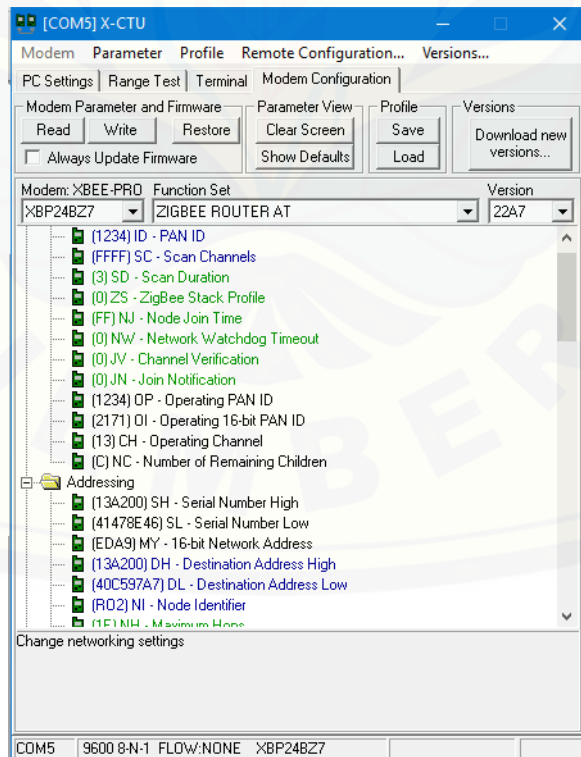 [COM5] X-CTU
Modem Parameter Profile Remote Configuration... Versions...
PC Settings Range Test Terminal Modem Configuration
Modem Parameter and Firmware Parameter View Profile Versions
Read Write Restore Clear Screen Save Download new versions...
Always Update Firmware Show Defaults Load
Modem: XBEE-PRO Function Set Version
XBP24BZ7 ZIGBEE ROUTER AT 22A7
(1234) ID - PAN ID
(FFFF) SC - Scan Channels
(3) SD - Scan Duration
(0) ZS - ZigBee Stack Profile
(FF) NJ - Node Join Time
(0) NW - Network Watchdog Timeout
(0) JV - Channel Verification
(0) JN - Join Notification
(1234) OP - Operating PAN ID
(2171) OI - Operating 16-bit PAN ID
(13) CH - Operating Channel
(C) NC - Number of Remaining Children
Addressing
(13A200) SH - Serial Number High
(41478E46) SL - Serial Number Low
(EDA9) MY - 16-bit Network Address
(13A200) DH - Destination Address High
(40C597A7) DL - Destination Address Low
(RO2) NI - Node Identifier
(1E) NH - Maximum Hops
Change networking settings
COM5 9600 8-N-1 FLOW:NONE XBP24BZ7